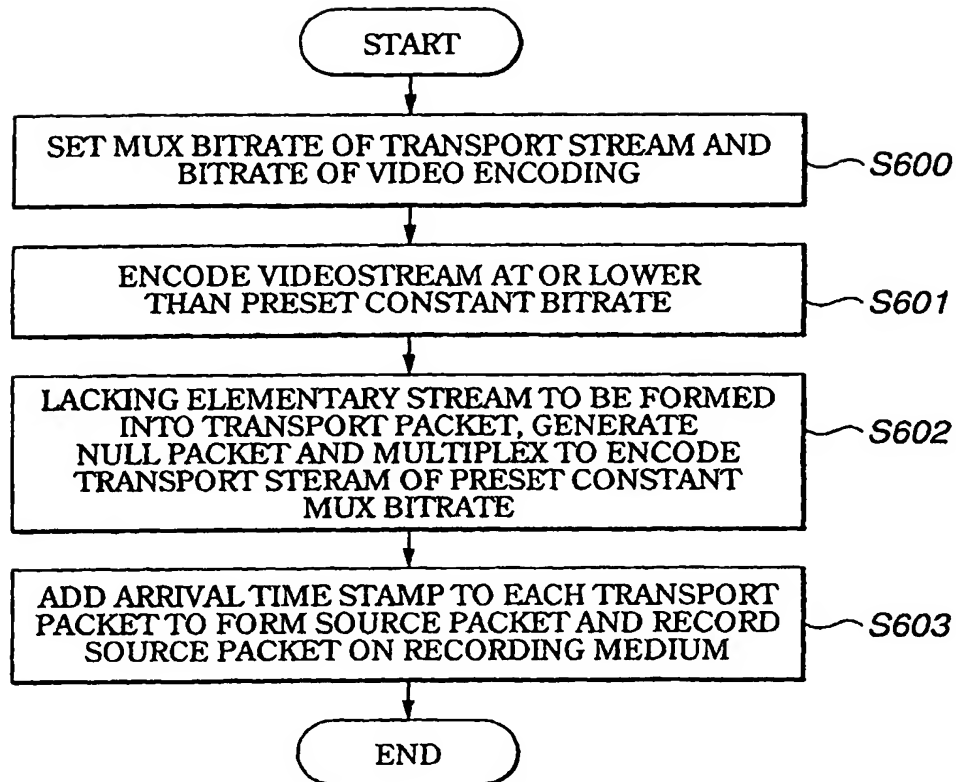 START
SET MUX BITRATE OF TRANSPORT STREAM AND
BITRATE OF VIDEO ENCODING
S600
ENCODE VIDEOSTREAM AT OR LOWER
THAN PRESET CONSTANT BITRATE
S601
LACKING ELEMENTARY STREAM TO BE FORMED
INTO TRANSPORT PACKET, GENERATE
NULL PACKET AND MULTIPLEX TO ENCODE
TRANSPORT STERAM OF PRESET CONSTANT
MUX BITRATE
S602
ADD ARRIVAL TIME STAMP TO EACH TRANSPORT
PACKET TO FORM SOURCE PACKET AND RECORD
SOURCE PACKET ON RECORDING MEDIUM
S603
END